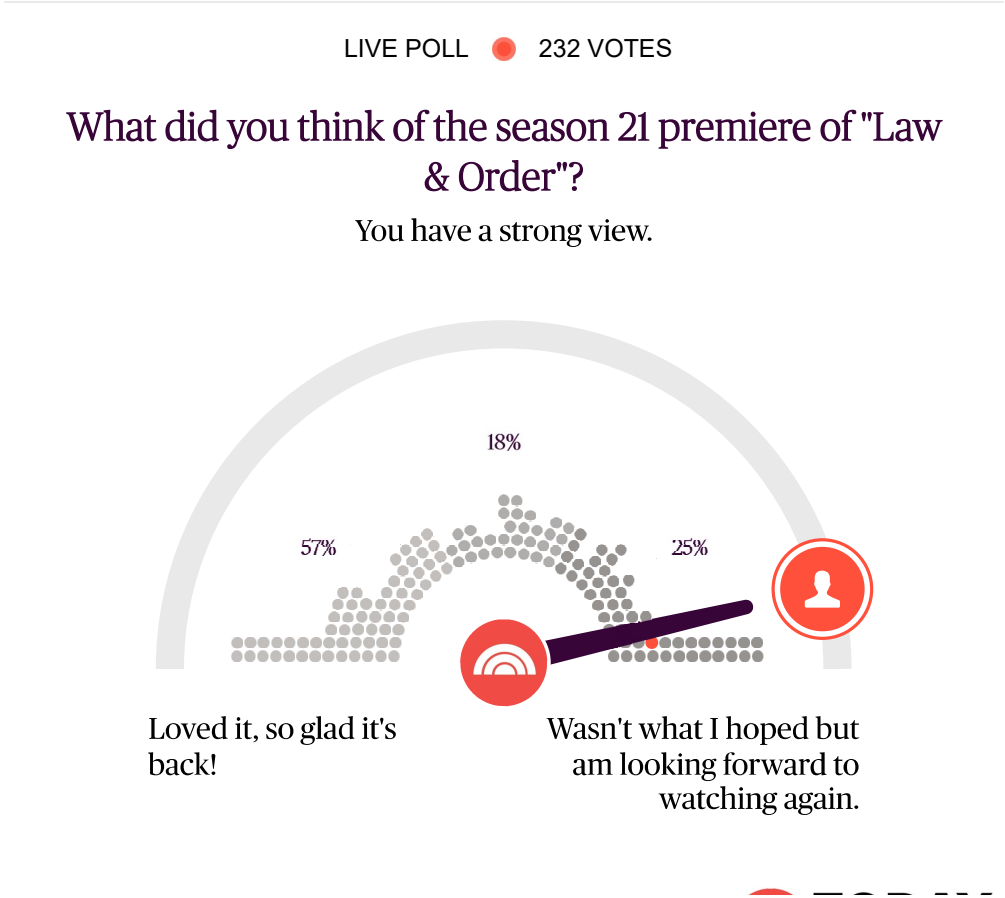 LIVE POLL 232 VOTES
What did you think of the season 21 premiere of "Law
& Order"?
You have a strong view.
18%
57%
25%
Loved it, so glad it's
back!
Wasn't what I hoped but
am looking forward to
watching again.